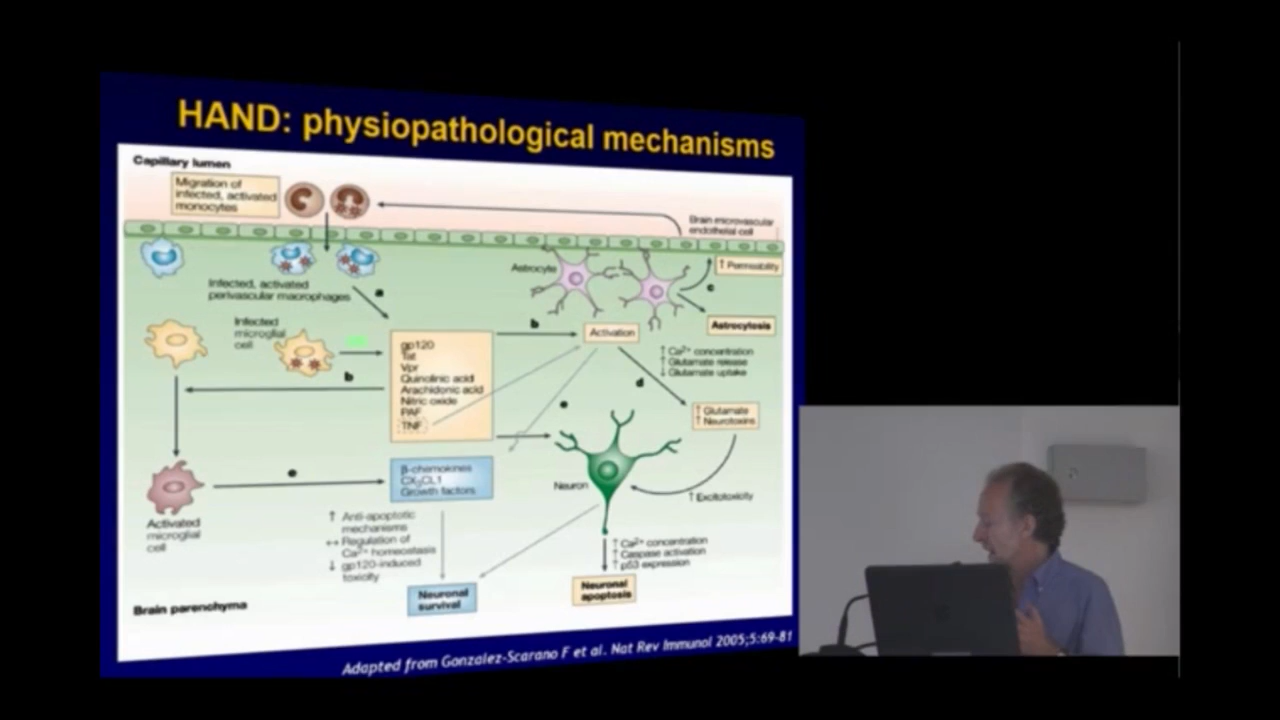 HAND: physiopathological mechanisms
Capillary lumen
Migration of
infected, activated
monocytes
Brain microvascular
endothelial cell
↑ Permeability
Astrocyte
c
Infected, activated
perivascular macrophages
a
Astrocytosis
Infected
microglial
cell
b
Activation
gp120
Tat
Vpr
Quinolinic acid
Arachidonic acid
Nitric oxide
PAF
TNF
↑ Ca²⁺ concentration
↑ Glutamate release
↓ Glutamate uptake
b
d
e
↑ Glutamate
↑ Neurotoxins
β-chemokines
CX₃CL1
Growth factors
e
Neuron
↑ Excitotoxicity
Activated
microglial
cell
↑ Anti-apoptotic
mechanisms
↔ Regulation of
Ca²⁺ homeostasis
↓ gp120-induced
toxicity
↑ Ca²⁺ concentration
↑ Caspase activation
↑ p53 expression
Neuronal
survival
Neuronal
apoptosis
Brain parenchyma
Adapted from Gonzalez-Scarano F et al. Nat Rev Immunol 2005;5:69-81